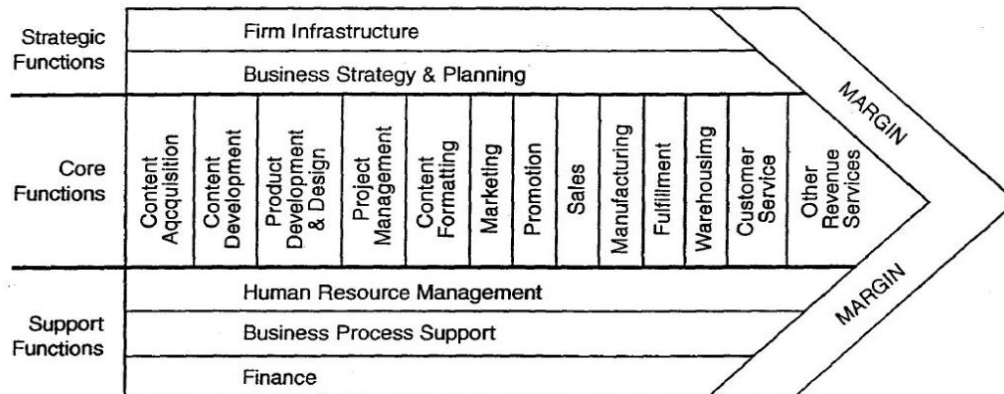 Strategic
Functions
Firm Infrastructure
Business Strategy & Planning
MARGIN
Core
Functions
Content
Aqcquisition
Content
Development
Product
Development
& Design
Project
Management
Content
Formatting
Marketing
Promotion
Sales
Manufacturing
Fulfillment
Warehousimg
Customer
Service
Other
Revenue
Services
Support
Functions
Human Resource Management
Business Process Support
Finance
MARGIN